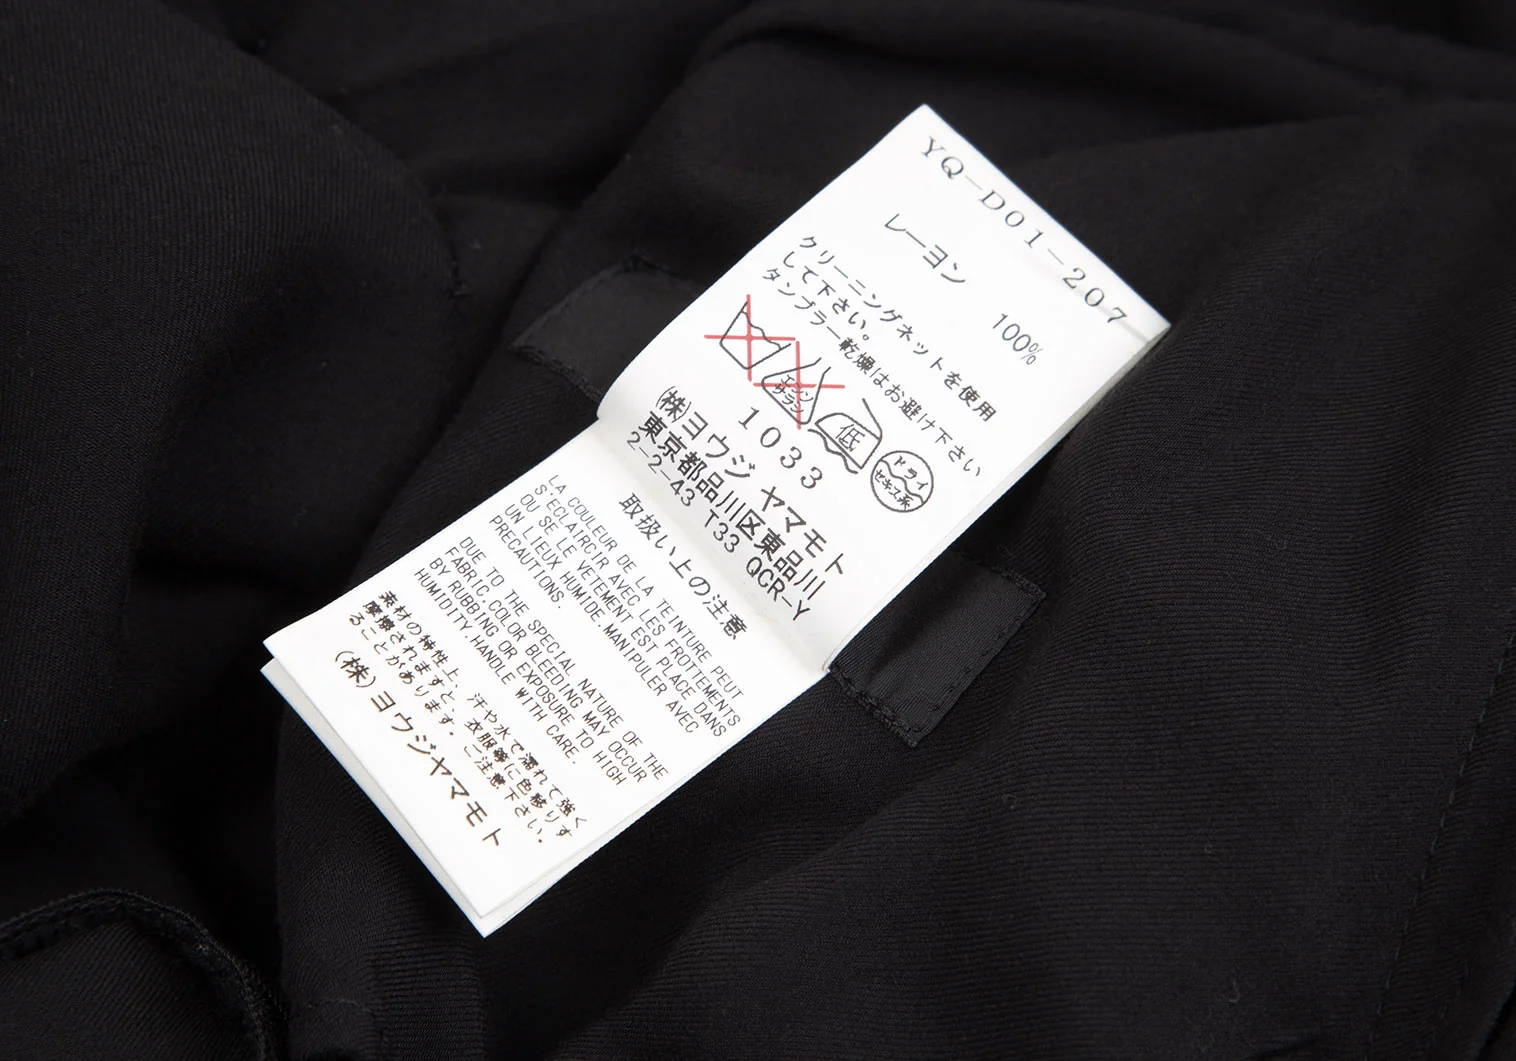 YQ-D01-207
レーヨン 100%
クリーニングネットを使用
して下さい。
タンブラー乾燥はお避け下さい
エンソ
サラシ
低
ドライ
セキユ系
1033
(株)ヨウジ ヤマモト
東京都品川区東品川
2-2-43 T33 QCR-Y
取扱い上の注意
LA COULEUR DE LA TEINTURE PEUT
S'ECLAIRCIR AVEC LES FROTTEMENTS
OU SE LE VETEMENT EST PLACE DANS
UN LIEUX HUMIDE.MANIPULER AVEC
PRECAUTIONS.
DUE TO THE SPECIAL NATURE OF THE
FABRIC.COLOR BLEEDING MAY OCCUR
BY RUBBING OR EXPOSURE TO HIGH
HUMIDITY.HANDLE WITH CARE.
素材の特性上、汗や水で濡れて強く
摩擦されますと、衣服等に色移りす
ることがあります。ご注意下さい。
(株)ヨウジヤマモト